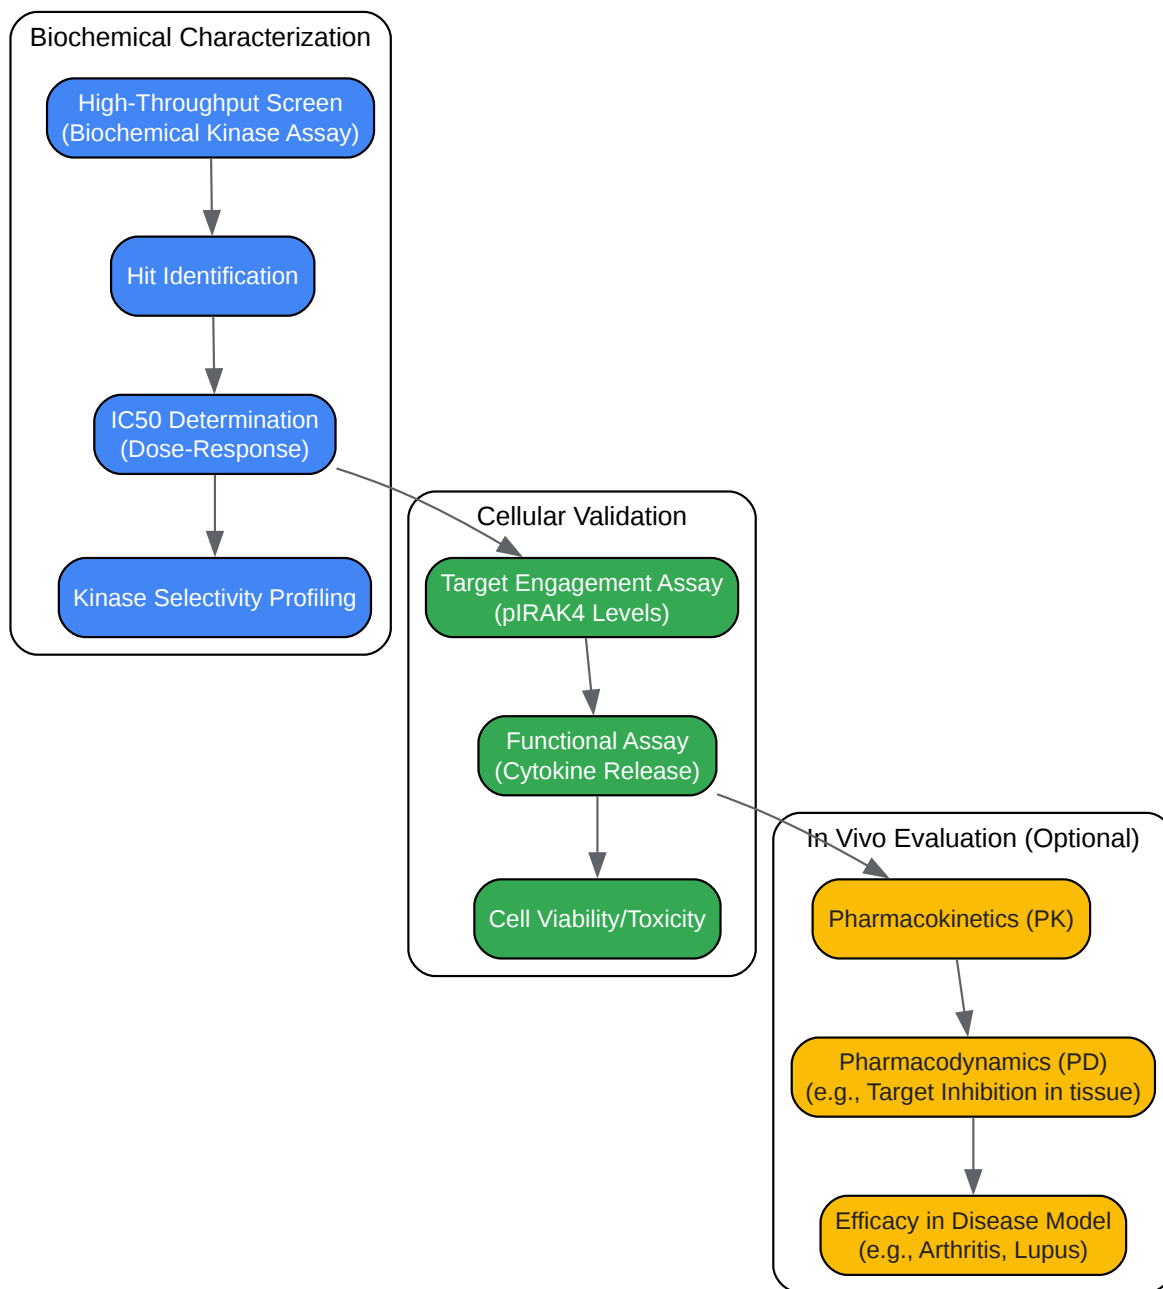 Biochemical Characterization
High-Throughput Screen
(Biochemical Kinase Assay)
Hit Identification
IC50 Determination
(Dose-Response)
Kinase Selectivity Profiling
Cellular Validation
Target Engagement Assay
(pIRAK4 Levels)
Functional Assay
(Cytokine Release)
Cell Viability/Toxicity
In Vivo Evaluation (Optional)
Pharmacokinetics (PK)
Pharmacodynamics (PD)
(e.g., Target Inhibition in tissue)
Efficacy in Disease Model
(e.g., Arthritis, Lupus)